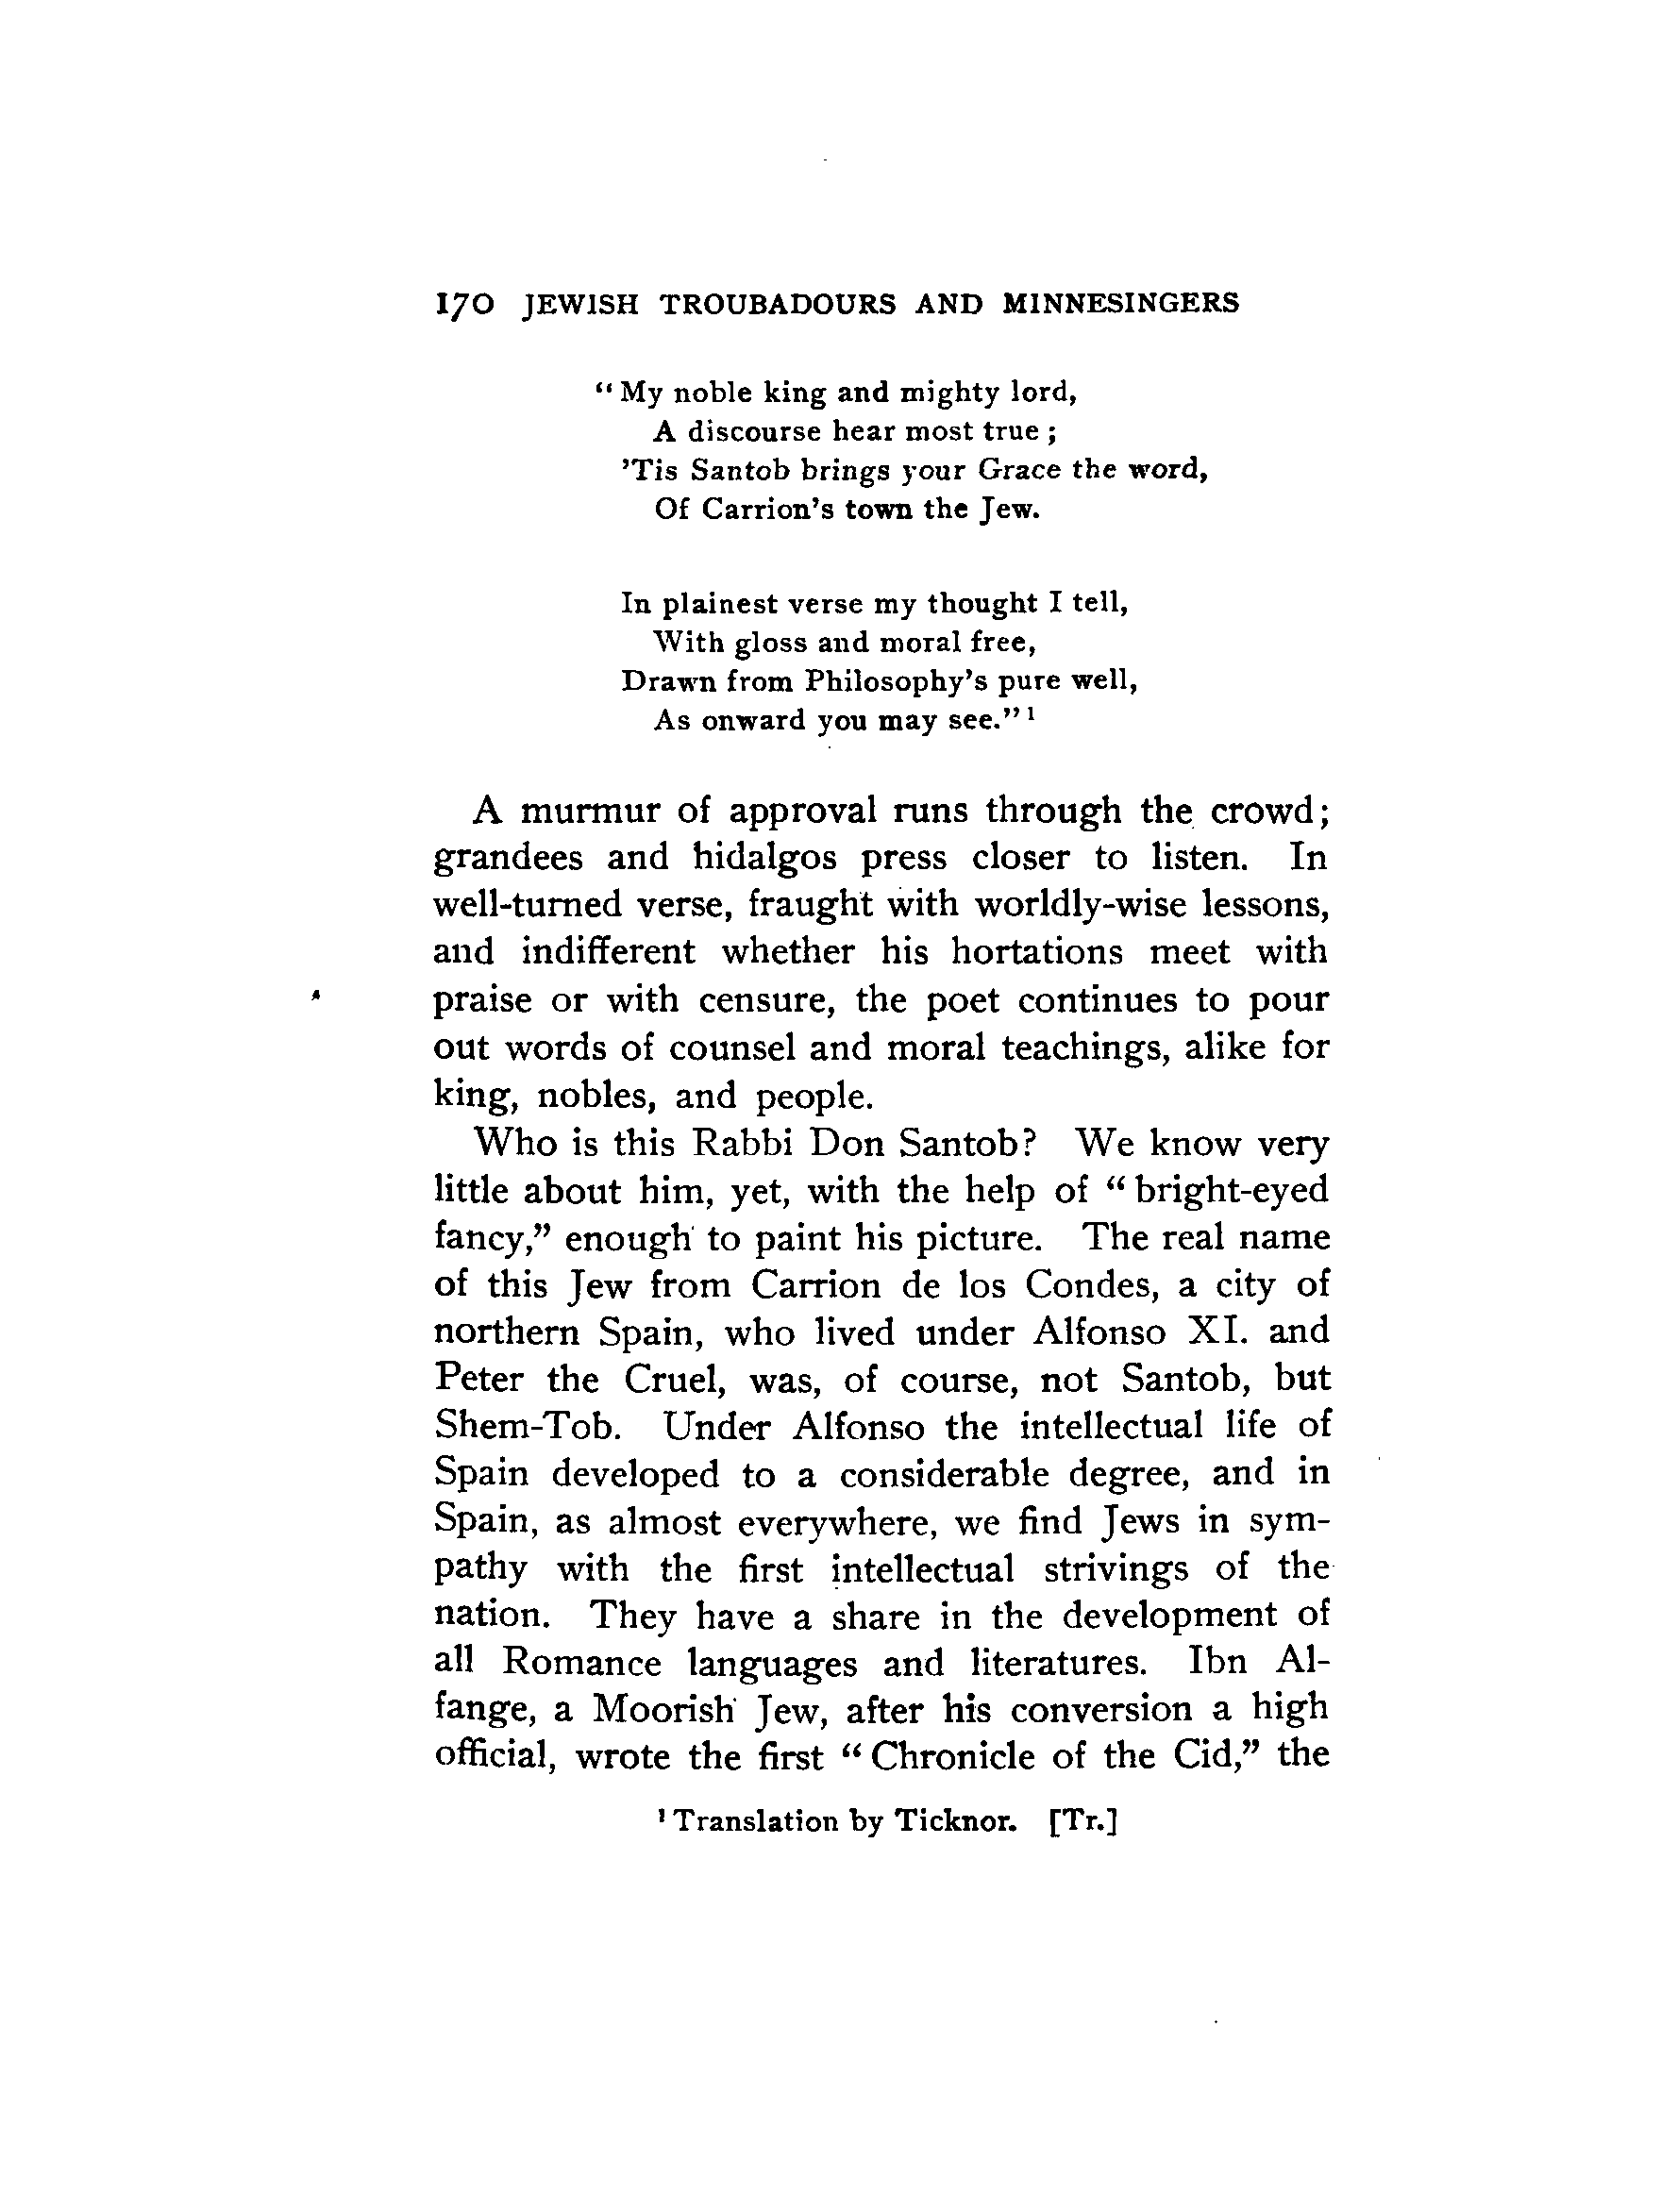 170 JEWISH TROUBADOURS AND MINNESINGERS
“My noble king and mighty lord,
A discourse hear most true;
’Tis Santob brings your Grace the word,
Of Carrion’s town the Jew.
In plainest verse my thought I tell,
With gloss and moral free,
Drawn from Philosophy’s pure well,
As onward you may see.”¹
A murmur of approval runs through the crowd;
grandees and hidalgos press closer to listen. In
well-turned verse, fraught with worldly-wise lessons,
and indifferent whether his hortations meet with
praise or with censure, the poet continues to pour
out words of counsel and moral teachings, alike for
king, nobles, and people.
Who is this Rabbi Don Santob? We know very
little about him, yet, with the help of “bright-eyed
fancy,” enough to paint his picture. The real name
of this Jew from Carrion de los Condes, a city of
northern Spain, who lived under Alfonso XI. and
Peter the Cruel, was, of course, not Santob, but
Shem-Tob. Under Alfonso the intellectual life of
Spain developed to a considerable degree, and in
Spain, as almost everywhere, we find Jews in sym-
pathy with the first intellectual strivings of the
nation. They have a share in the development of
all Romance languages and literatures. Ibn Al-
fange, a Moorish Jew, after his conversion a high
official, wrote the first “Chronicle of the Cid,” the
¹ Translation by Ticknor. [Tr.]